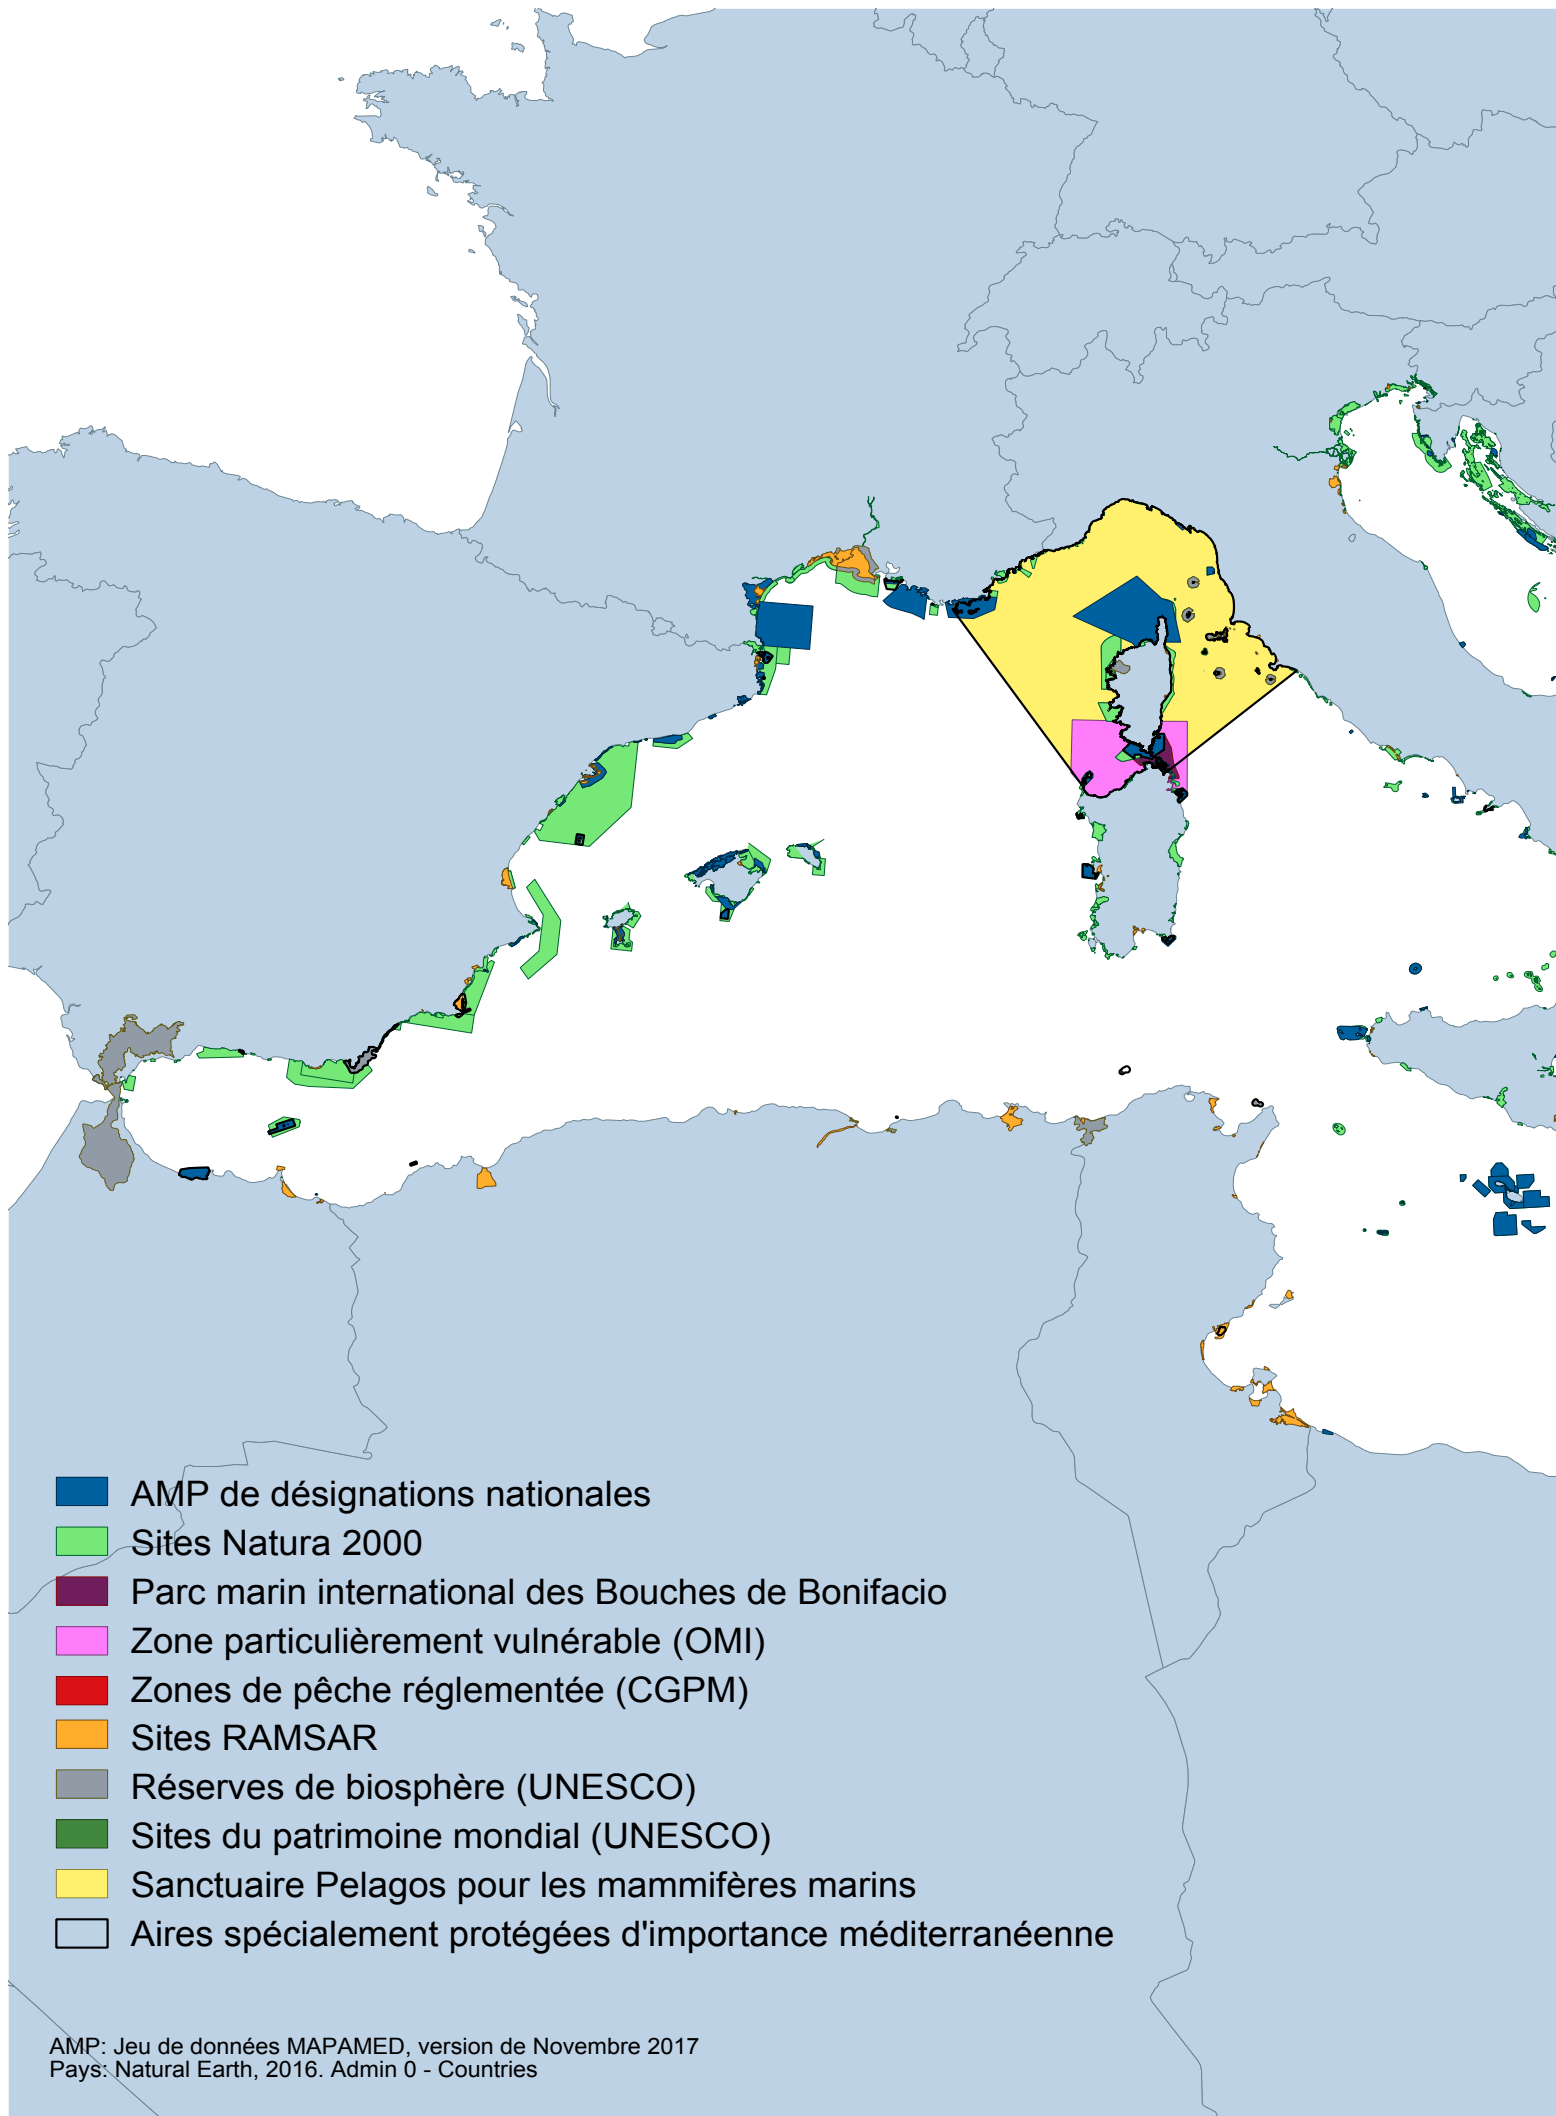 AMP de désignations nationales
Sites Natura 2000
Parc marin international des Bouches de Bonifacio
Zone particulièrement vulnérable (OMI)
Zones de pêche réglementée (CGPM)
Sites RAMSAR
Réserves de biosphère (UNESCO)
Sites du patrimoine mondial (UNESCO)
Sanctuaire Pelagos pour les mammifères marins
Aires spécialement protégées d'importance méditerranéenne
AMP: Jeu de données MAPAMED, version de Novembre 2017
Pays: Natural Earth, 2016. Admin 0 - Countries